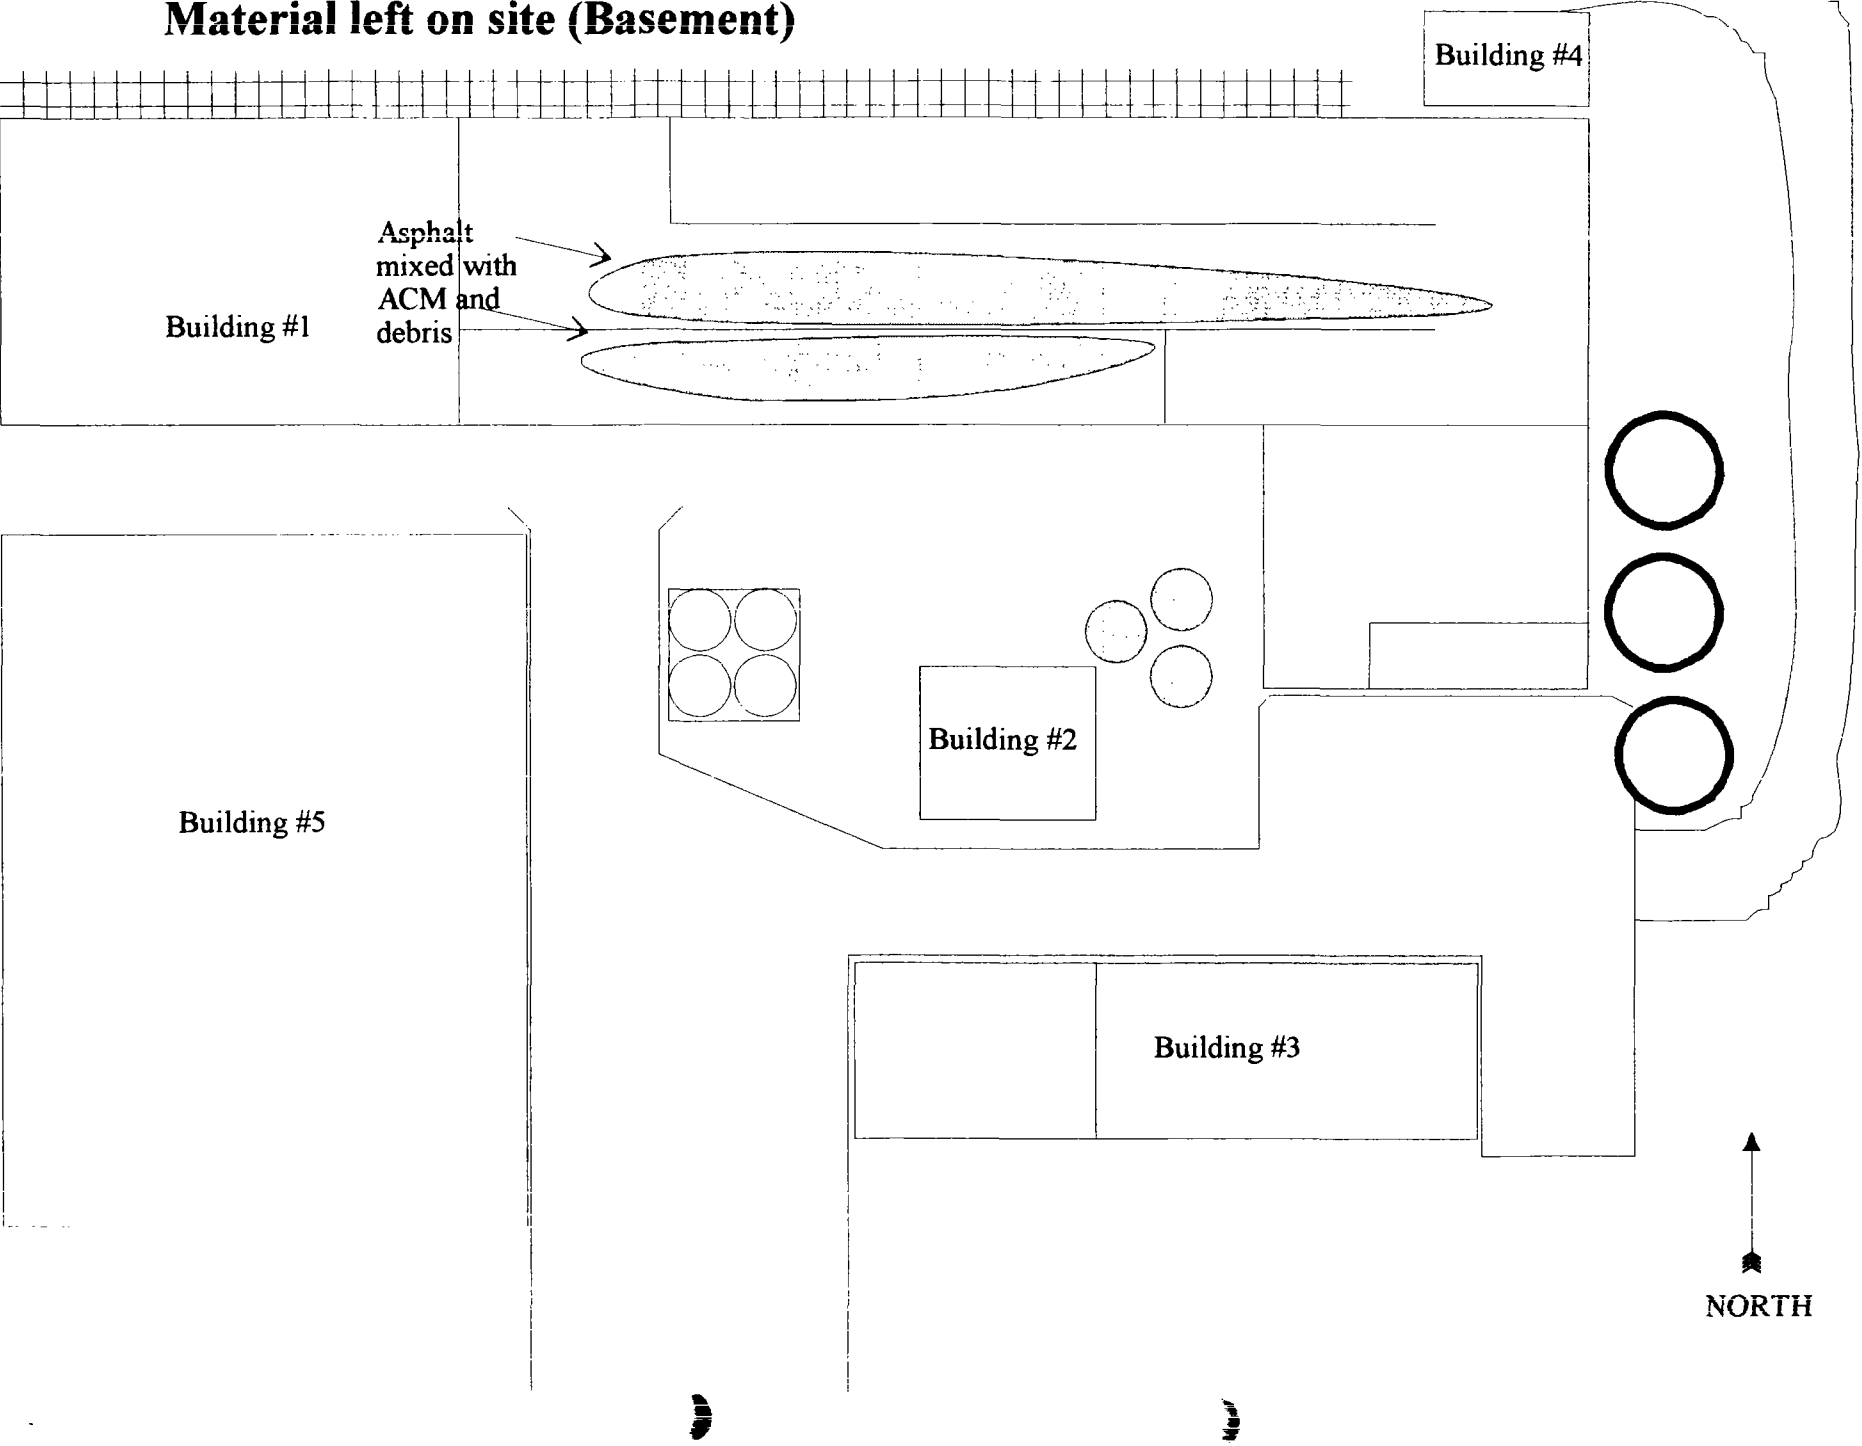 Material left on site (Basement)
Building #4
Asphalt
mixed with
ACM and
debris
Building #1
Building #2
Building #5
Building #3
NORTH